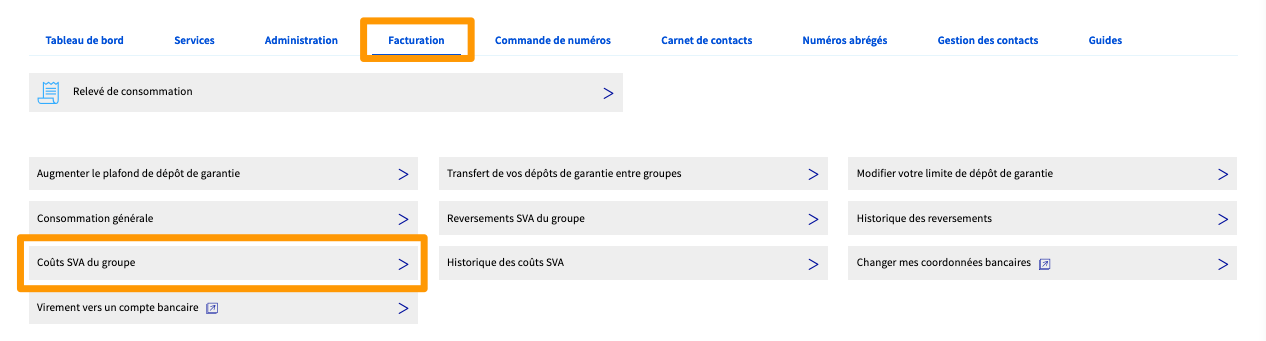 Tableau de bord Services Administration Facturation Commande de numéros Carnet de contacts Numéros abrégés Gestion des contacts Guides
Relevé de consommation
Augmenter le plafond de dépôt de garantie Transfert de vos dépôts de garantie entre groupes Modifier votre limite de dépôt de garantie
Consommation générale Reversements SVA du groupe Historique des reversements
Coûts SVA du groupe Historique des coûts SVA Changer mes coordonnées bancaires
Virement vers un compte bancaire